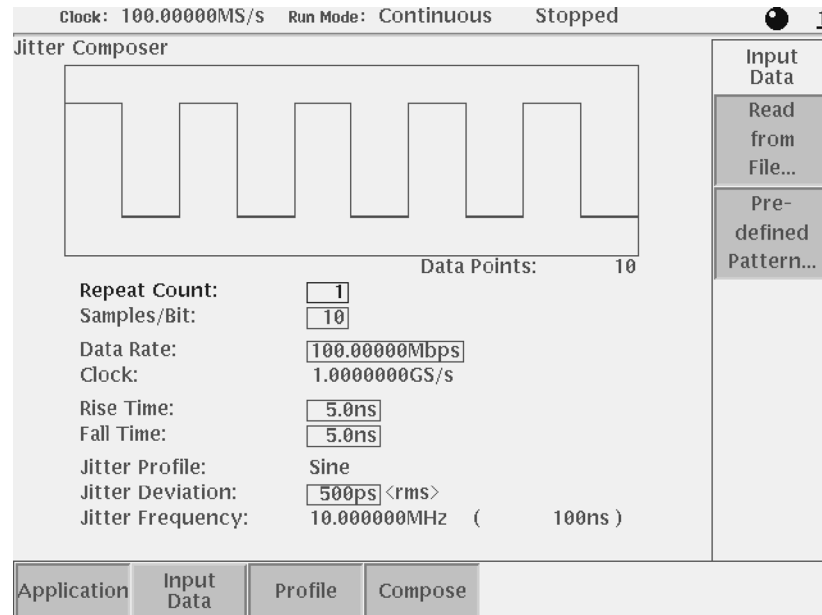 Clock: 100.00000MS/s Run Mode: Continuous Stopped
Jitter Composer
Input
Data
Read
from
File...
Pre-
defined
Pattern...
Data Points: 10
Repeat Count: 1
Samples/Bit: 10
Data Rate: 100.00000Mbps
Clock: 1.0000000GS/s
Rise Time: 5.0ns
Fall Time: 5.0ns
Jitter Profile: Sine
Jitter Deviation: 500ps <rms>
Jitter Frequency: 10.000000MHz ( 100ns )
Application
Input
Data
Profile
Compose